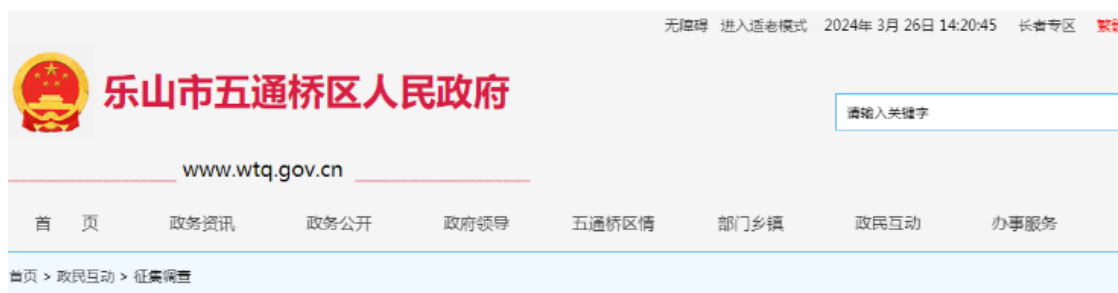 无障碍 进入适老模式 2024年 3月 26日 14:20:45 长者专区 繁
乐山市五通桥区人民政府
请输入关键字
www.wtq.gov.cn
首 页 政务资讯 政务公开 政府领导 五通桥区情 部门乡镇 政民互动 办事服务
首页 > 政民互动 > 征集调查